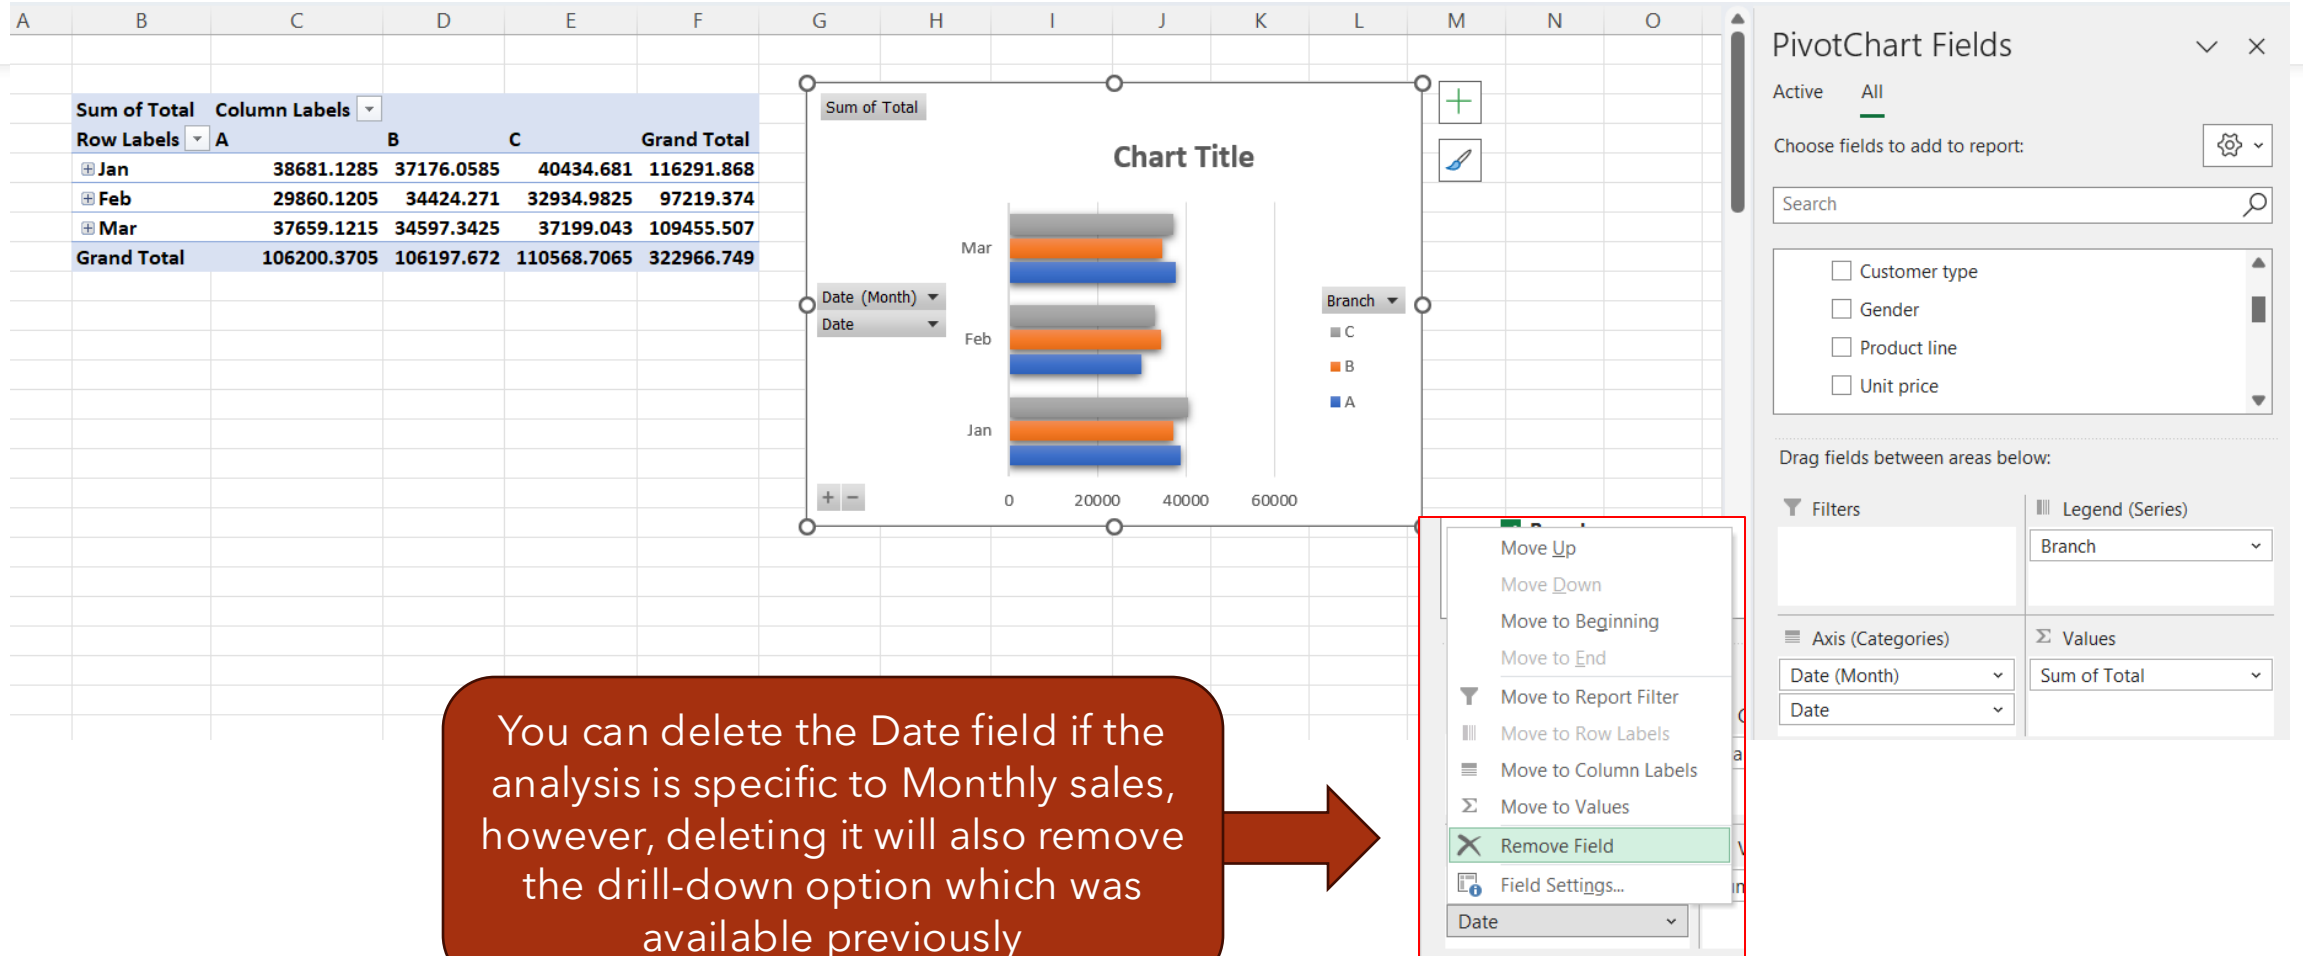 A B C D E F G H I J K L M N O
Sum of Total Column Labels
Row Labels A B C Grand Total
Jan 38681.1285 37176.0585 40434.681 116291.868
Feb 29860.1205 34424.271 32934.9825 97219.374
Mar 37659.1215 34597.3425 37199.043 109455.507
Grand Total 106200.3705 106197.672 110568.7065 322966.749
Sum of Total
Chart Title
Mar
Feb
Jan
Date (Month)
Date
0 20000 40000 60000
+ −
Branch
C
B
A
PivotChart Fields
Active All
Choose fields to add to report:
Search
Customer type
Gender
Product line
Unit price
Drag fields between areas below:
Filters
Legend (Series)
Branch
Axis (Categories)
Date (Month)
Date
Σ Values
Sum of Total
You can delete the Date field if the
analysis is specific to Monthly sales,
however, deleting it will also remove
the drill-down option which was
available previously
Move Up
Move Down
Move to Beginning
Move to End
Move to Report Filter
Move to Row Labels
Move to Column Labels
Σ Move to Values
Remove Field
Field Settings...
Date